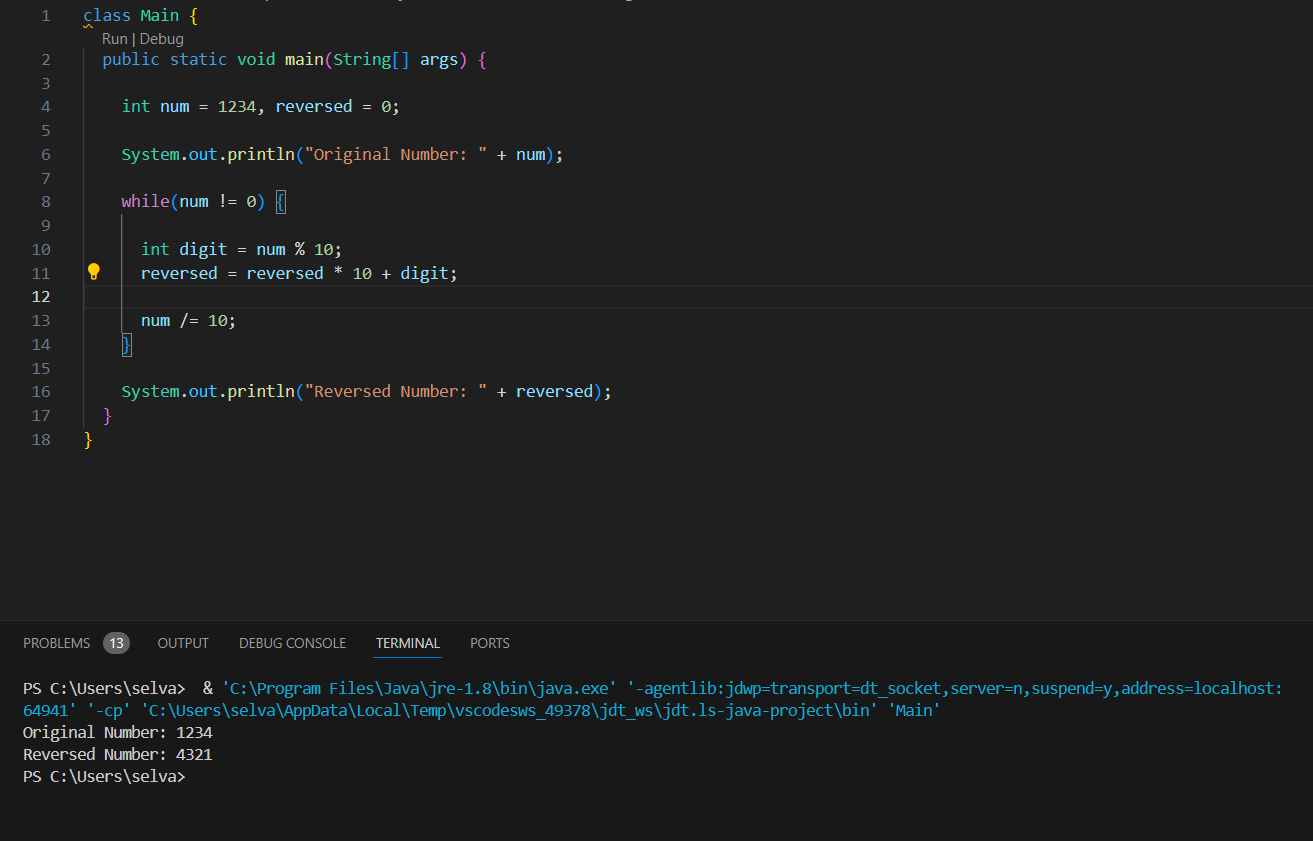 1 class Main {
Run | Debug
2 public static void main(String[] args) {
3
4 int num = 1234, reversed = 0;
5
6 System.out.println("Original Number: " + num);
7
8 while(num != 0) {
9
10 int digit = num % 10;
11 reversed = reversed * 10 + digit;
12
13 num /= 10;
14 }
15
16 System.out.println("Reversed Number: " + reversed);
17 }
18 }
PROBLEMS 13 OUTPUT DEBUG CONSOLE TERMINAL PORTS
PS C:\Users\selva>  & 'C:\Program Files\Java\jre-1.8\bin\java.exe' '-agentlib:jdwp=transport=dt_socket,server=n,suspend=y,address=localhost:
64941' '-cp' 'C:\Users\selva\AppData\Local\Temp\vscodesws_49378\jdt_ws\jdt.ls-java-project\bin' 'Main'
Original Number: 1234
Reversed Number: 4321
PS C:\Users\selva>